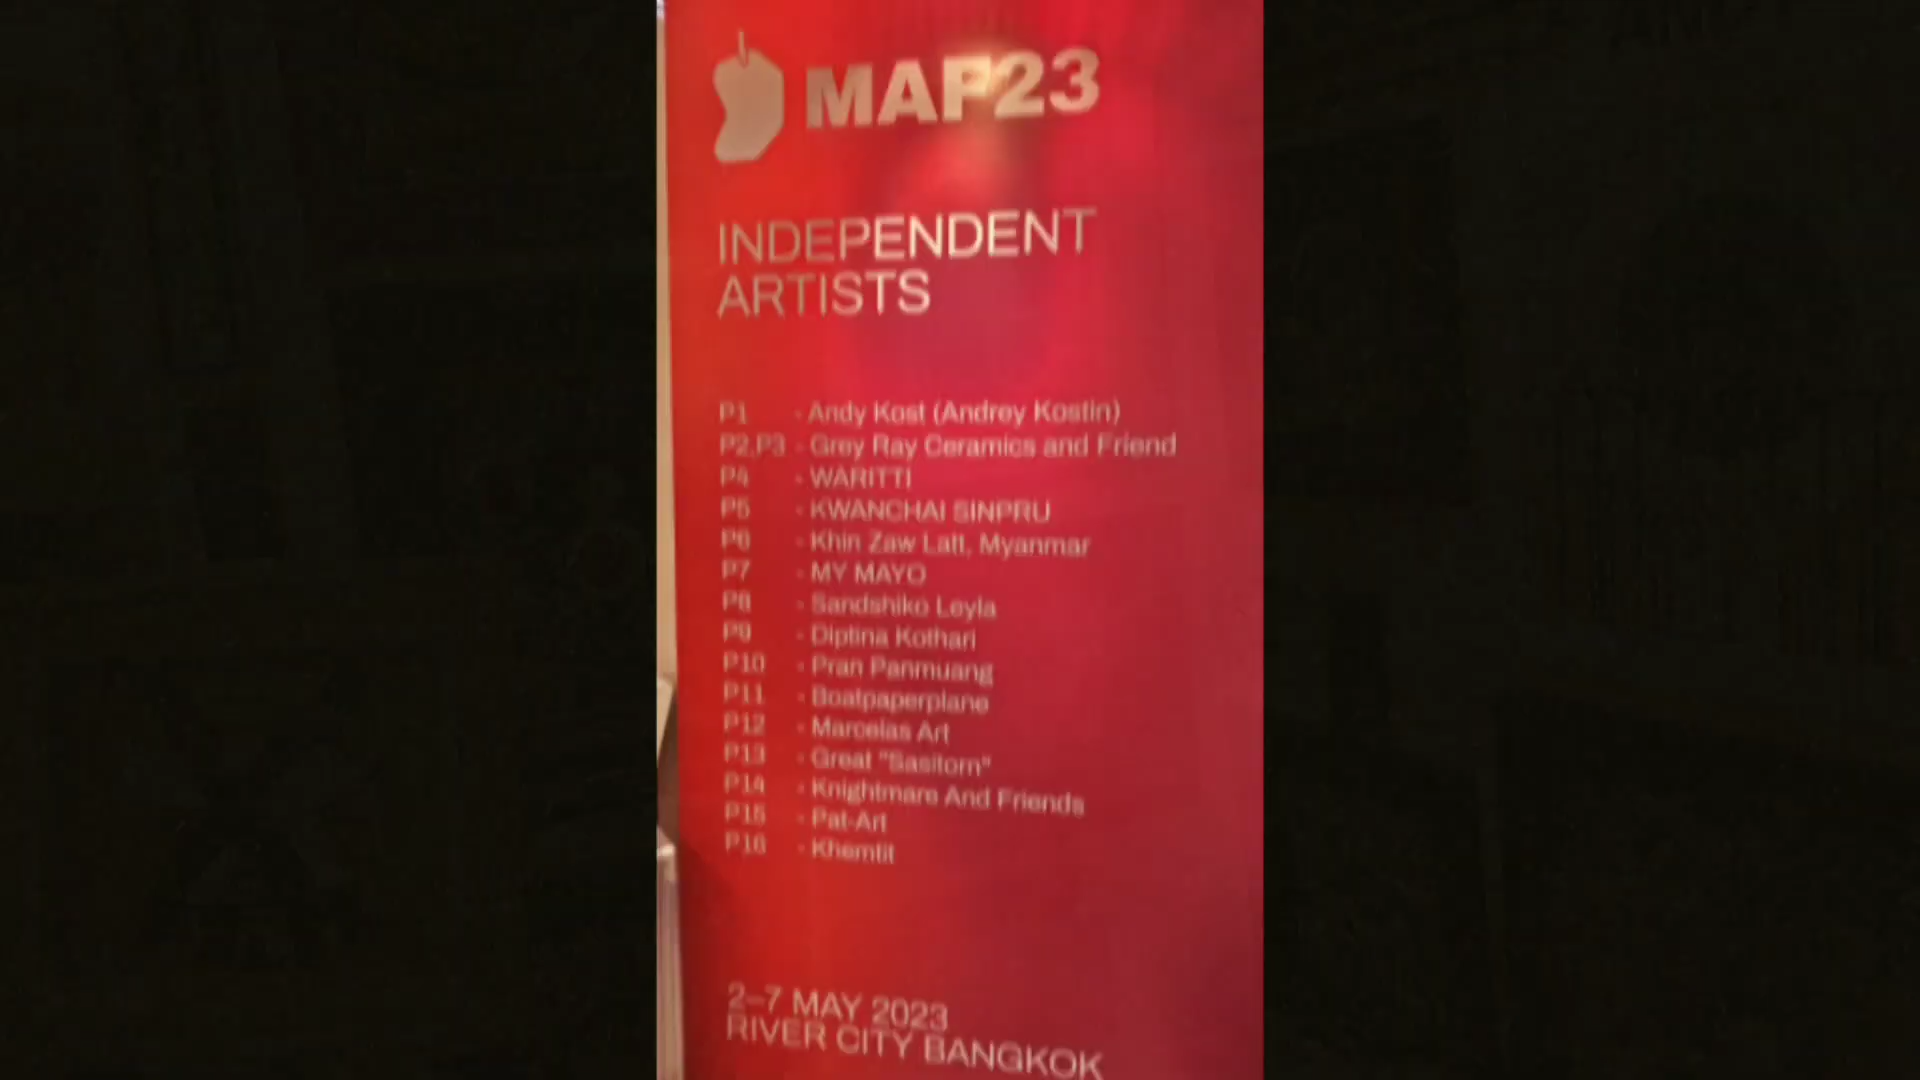 MAF23
INDEPENDENT
ARTISTS
P1 - Andy Kost (Andrey Kostin)
P2,P3 - Grey Ray Ceramics and Friend
P4 - WARITTI
P5 - KWANCHAI SINPRU
P6 - Khin Zaw Latt, Myanmar
P7 - MY MAYO
P8 - Sandshiko Leyla
P9 - Diptina Kothari
P10 - Pran Panmuang
P11 - Boatpaperplane
P12 - Marcelas Art
P13 - Great "Sasitorn"
P14 - Knightmare And Friends
P15 - Pat-Art
P16 - Khemtit
2–7 MAY 2023
RIVER CITY BANGKOK